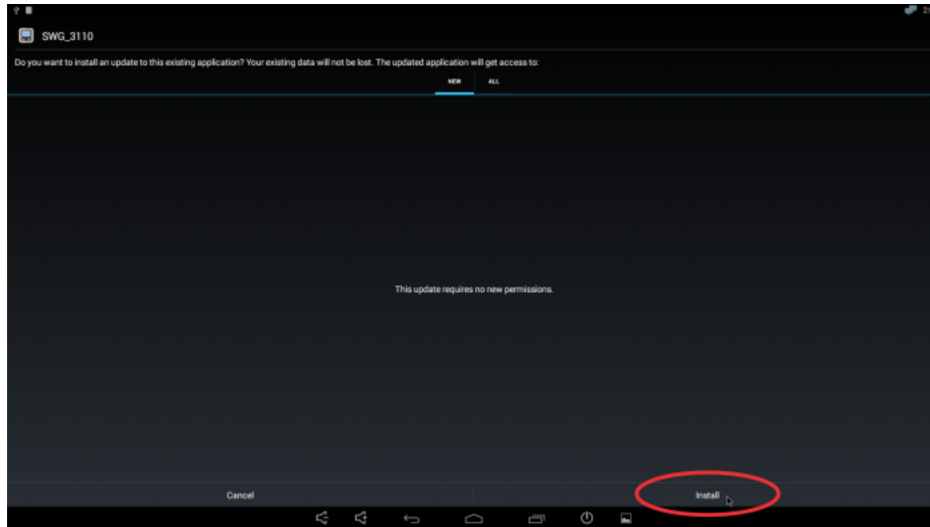 SWG_3110
Do you want to install an update to this existing application? Your existing data will not be lost. The updated application will get access to:
NEW ALL
This update requires no new permissions.
Cancel Install